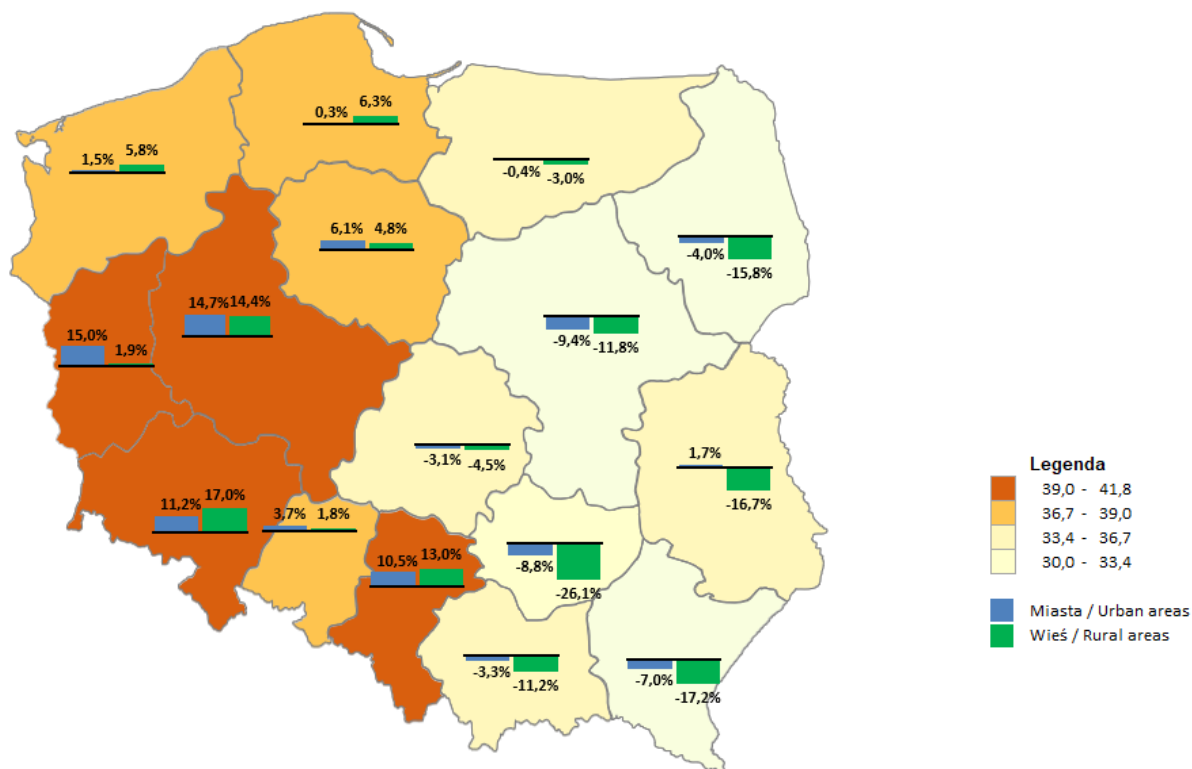 0,3% 6,3%
1,5% 5,8%
-0,4% -3,0%
6,1% 4,8%
-4,0% -15,8%
14,7% 14,4%
-9,4% -11,8%
15,0% 1,9%
-3,1% -4,5%
1,7% -16,7%
11,2% 17,0%
3,7% 1,8%
10,5% 13,0%
-8,8% -26,1%
-3,3% -11,2%
-7,0% -17,2%
Legenda
39,0 - 41,8
36,7 - 39,0
33,4 - 36,7
30,0 - 33,4
Miasta / Urban areas
Wieś / Rural areas